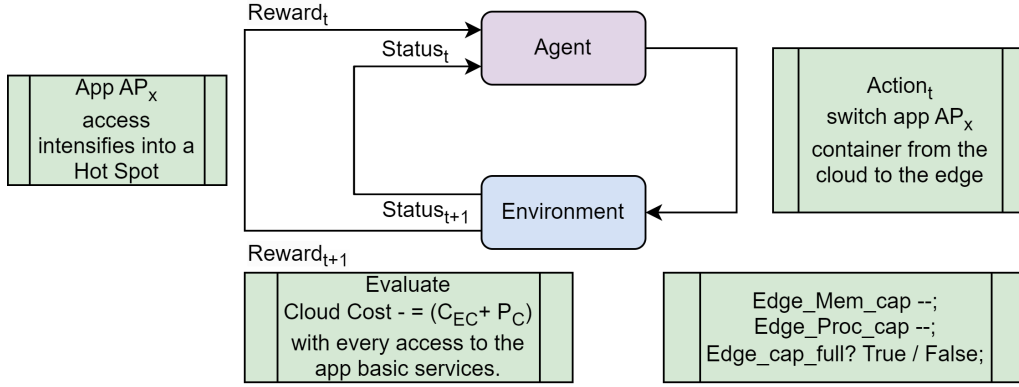 Reward_t
Status_t
Agent
App AP_x
access
intensifies into a
Hot Spot
Action_t
switch app AP_x
container from the
cloud to the edge
Status_t+1
Environment
Reward_t+1
Evaluate
Cloud Cost - = (C_EC+ P_C)
with every access to the
app basic services.
Edge_Mem_cap --;
Edge_Proc_cap --;
Edge_cap_full? True / False;